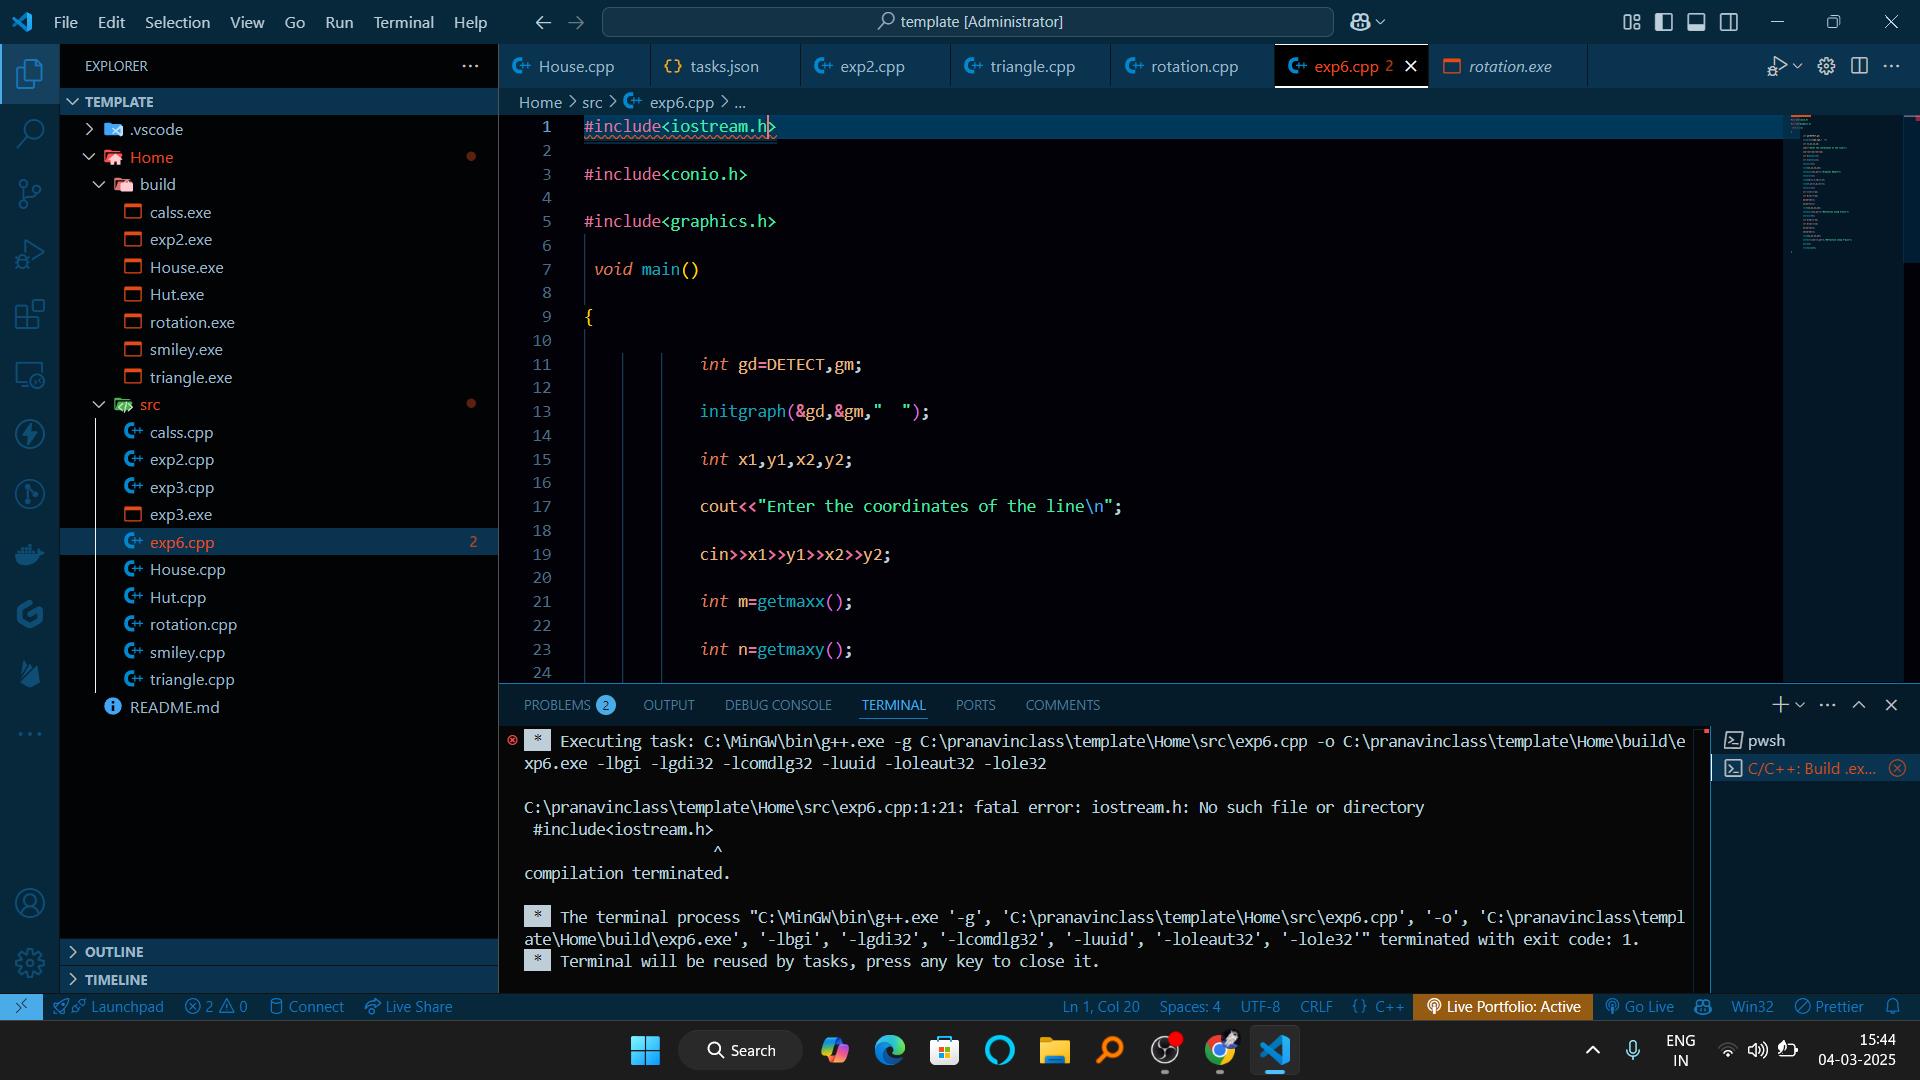 File Edit Selection View Go Run Terminal Help
template [Administrator]
EXPLORER
TEMPLATE
.vscode
Home
build
calss.exe
exp2.exe
House.exe
Hut.exe
rotation.exe
smiley.exe
triangle.exe
src
calss.cpp
exp2.cpp
exp3.cpp
exp3.exe
exp6.cpp 2
House.cpp
Hut.cpp
rotation.cpp
smiley.cpp
triangle.cpp
README.md
OUTLINE
TIMELINE
House.cpp tasks.json exp2.cpp triangle.cpp rotation.cpp exp6.cpp 2 rotation.exe
Home > src > exp6.cpp > ...
1 #include<iostream.h>
2
3 #include<conio.h>
4
5 #include<graphics.h>
6
7 void main()
8
9 {
10
11 int gd=DETECT,gm;
12
13 initgraph(&gd,&gm,"  ");
14
15 int x1,y1,x2,y2;
16
17 cout<<"Enter the coordinates of the line\n";
18
19 cin>>x1>>y1>>x2>>y2;
20
21 int m=getmaxx();
22
23 int n=getmaxy();
24
PROBLEMS 2 OUTPUT DEBUG CONSOLE TERMINAL PORTS COMMENTS
* Executing task: C:\MinGW\bin\g++.exe -g C:\pranavinclass\template\Home\src\exp6.cpp -o C:\pranavinclass\template\Home\build\e
xp6.exe -lbgi -lgdi32 -lcomdlg32 -luuid -loleaut32 -lole32
C:\pranavinclass\template\Home\src\exp6.cpp:1:21: fatal error: iostream.h: No such file or directory
#include<iostream.h>
^
compilation terminated.
* The terminal process "C:\MinGW\bin\g++.exe '-g', 'C:\pranavinclass\template\Home\src\exp6.cpp', '-o', 'C:\pranavinclass\templ
ate\Home\build\exp6.exe', '-lbgi', '-lgdi32', '-lcomdlg32', '-luuid', '-loleaut32', '-lole32'" terminated with exit code: 1.
* Terminal will be reused by tasks, press any key to close it.
pwsh
C/C++: Build .ex...
Launchpad 2 0 Connect Live Share Ln 1, Col 20 Spaces: 4 UTF-8 CRLF {} C++ Live Portfolio: Active Go Live Win32 Prettier
Search
ENG
IN
15:44
04-03-2025